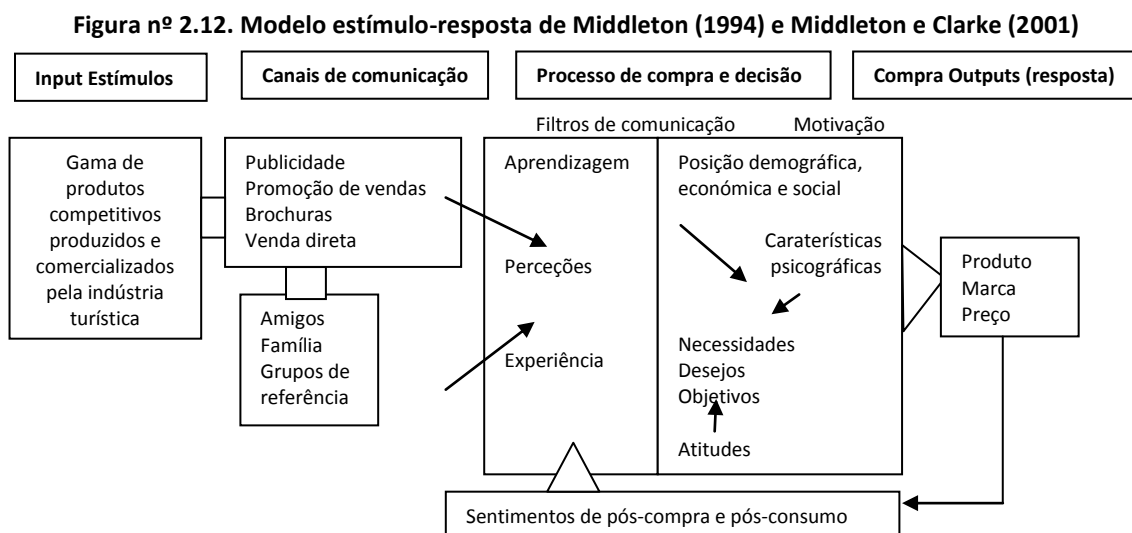 Figura nº 2.12. Modelo estímulo-resposta de Middleton (1994) e Middleton e Clarke (2001)
Input Estímulos
Canais de comunicação
Processo de compra e decisão
Compra Outputs (resposta)
Filtros de comunicação
Motivação
Gama de
produtos
competitivos
produzidos e
comercializados
pela indústria
turística
Publicidade
Promoção de vendas
Brochuras
Venda direta
Amigos
Família
Grupos de
referência
Aprendizagem
Perceções
Experiência
Posição demográfica,
económica e social
Caraterísticas
psicográficas
Necessidades
Desejos
Objetivos
Atitudes
Produto
Marca
Preço
Sentimentos de pós-compra e pós-consumo